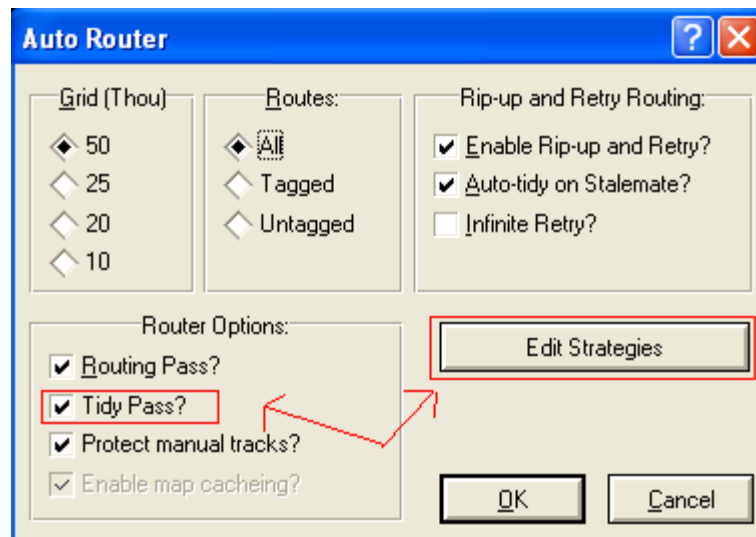 Auto Router
Grid (Thou)
50
25
20
10
Routes:
All
Tagged
Untagged
Rip-up and Retry Routing:
Enable Rip-up and Retry?
Auto-tidy on Stalemate?
Infinite Retry?
Router Options:
Routing Pass?
Tidy Pass?
Protect manual tracks?
Enable map cacheing?
Edit Strategies
OK
Cancel